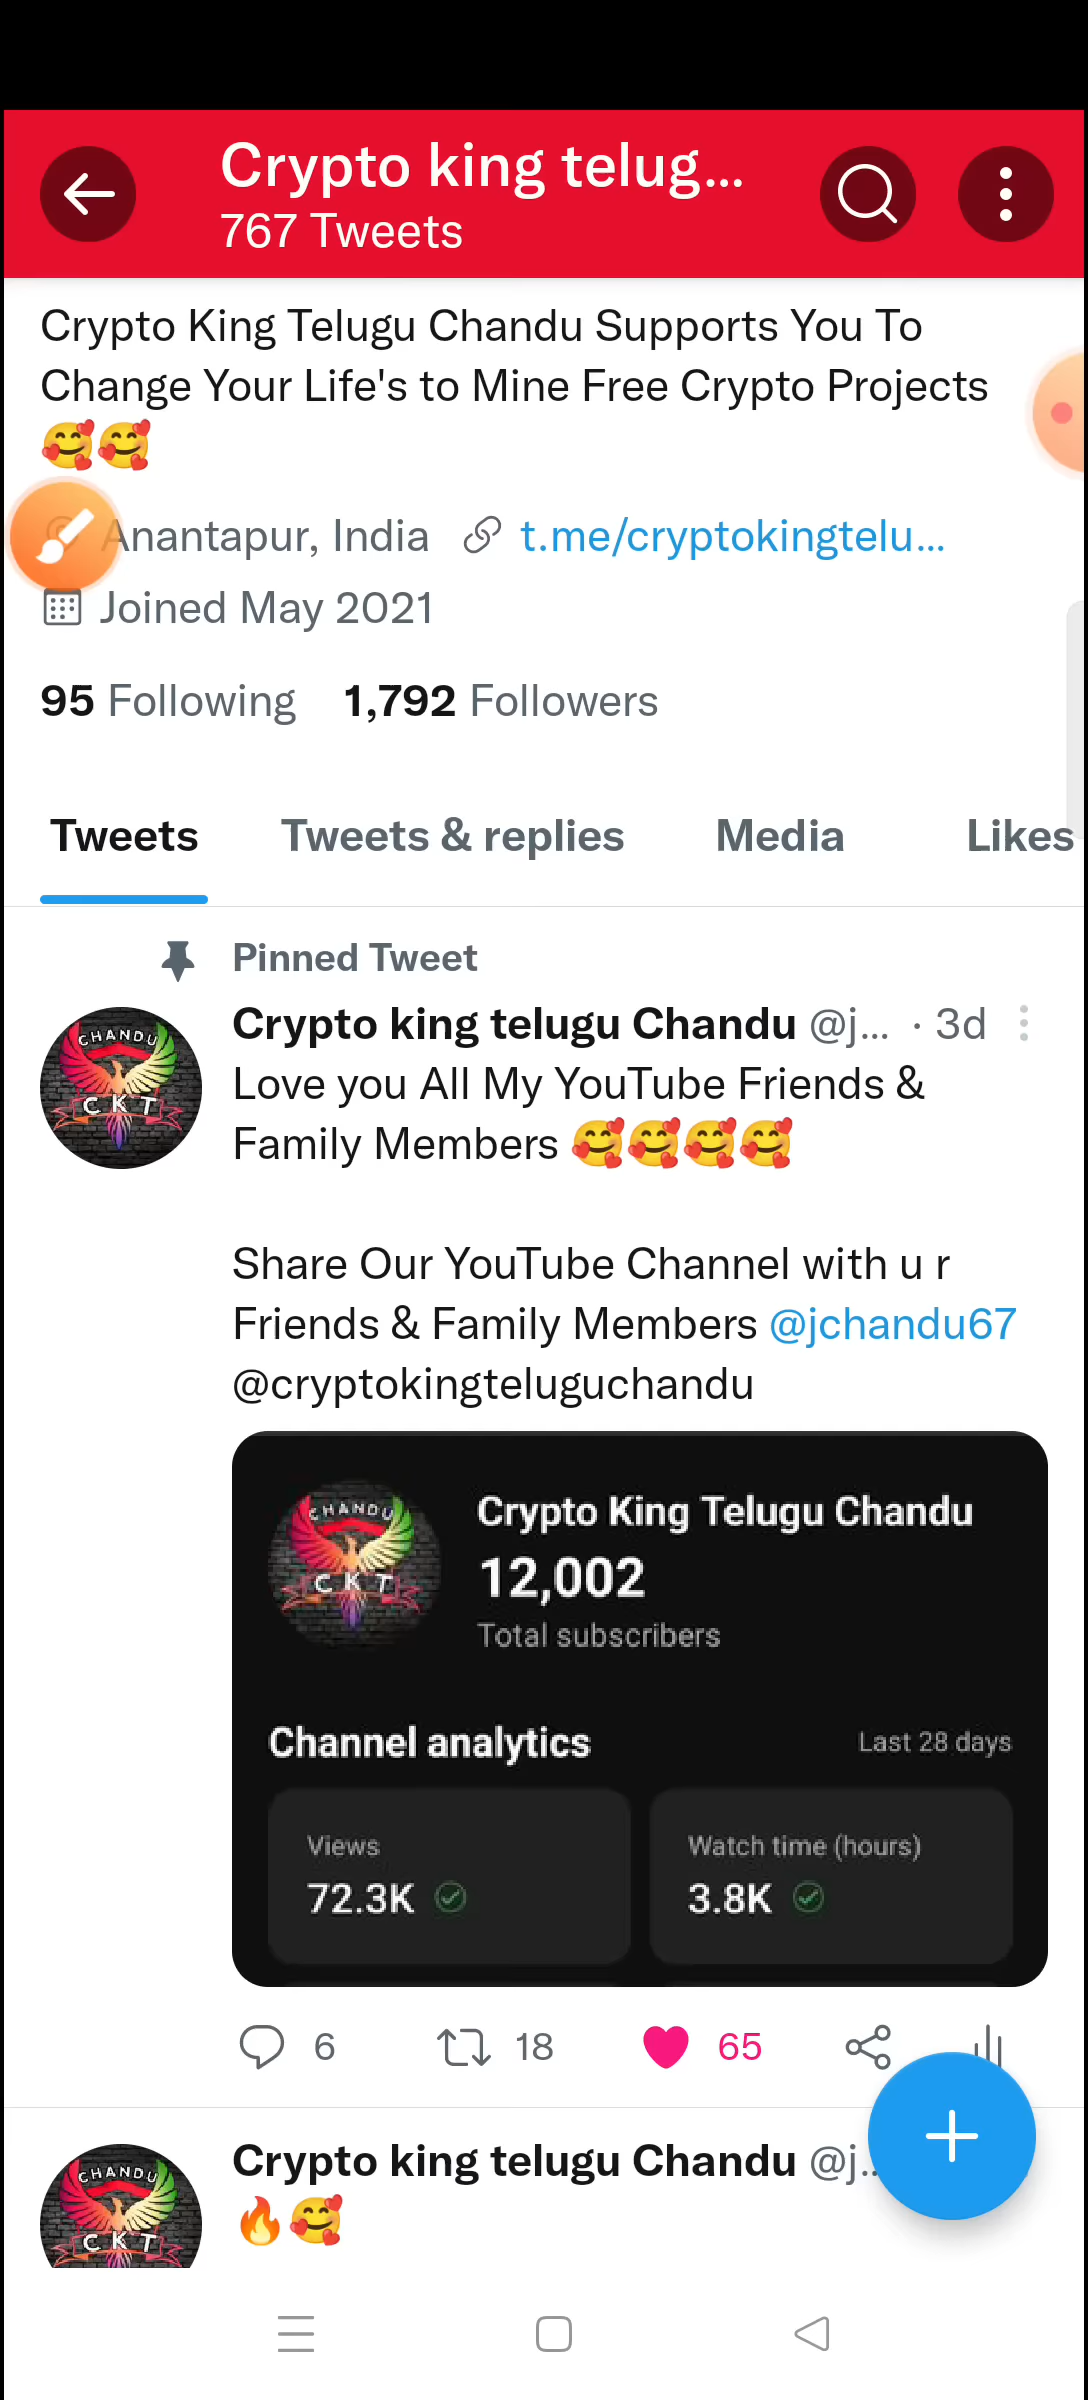 Crypto king telug...
767 Tweets
Crypto King Telugu Chandu Supports You To
Change Your Life's to Mine Free Crypto Projects
🥰🥰
Anantapur, India t.me/cryptokingtelu...
Joined May 2021
95 Following 1,792 Followers
Tweets Tweets & replies Media Likes
Pinned Tweet
Crypto king telugu Chandu @j... · 3d
Love you All My YouTube Friends &
Family Members 🥰🥰🥰🥰
Share Our YouTube Channel with u r
Friends & Family Members @jchandu67
@cryptokingteluguchandu
CHANDU
CKT
CHANDU
CKT
Crypto King Telugu Chandu
12,002
Total subscribers
Channel analytics Last 28 days
Views Watch time (hours)
72.3K 3.8K
6 18 65
Crypto king telugu Chandu @j..
🔥🥰
CHANDU
CKT